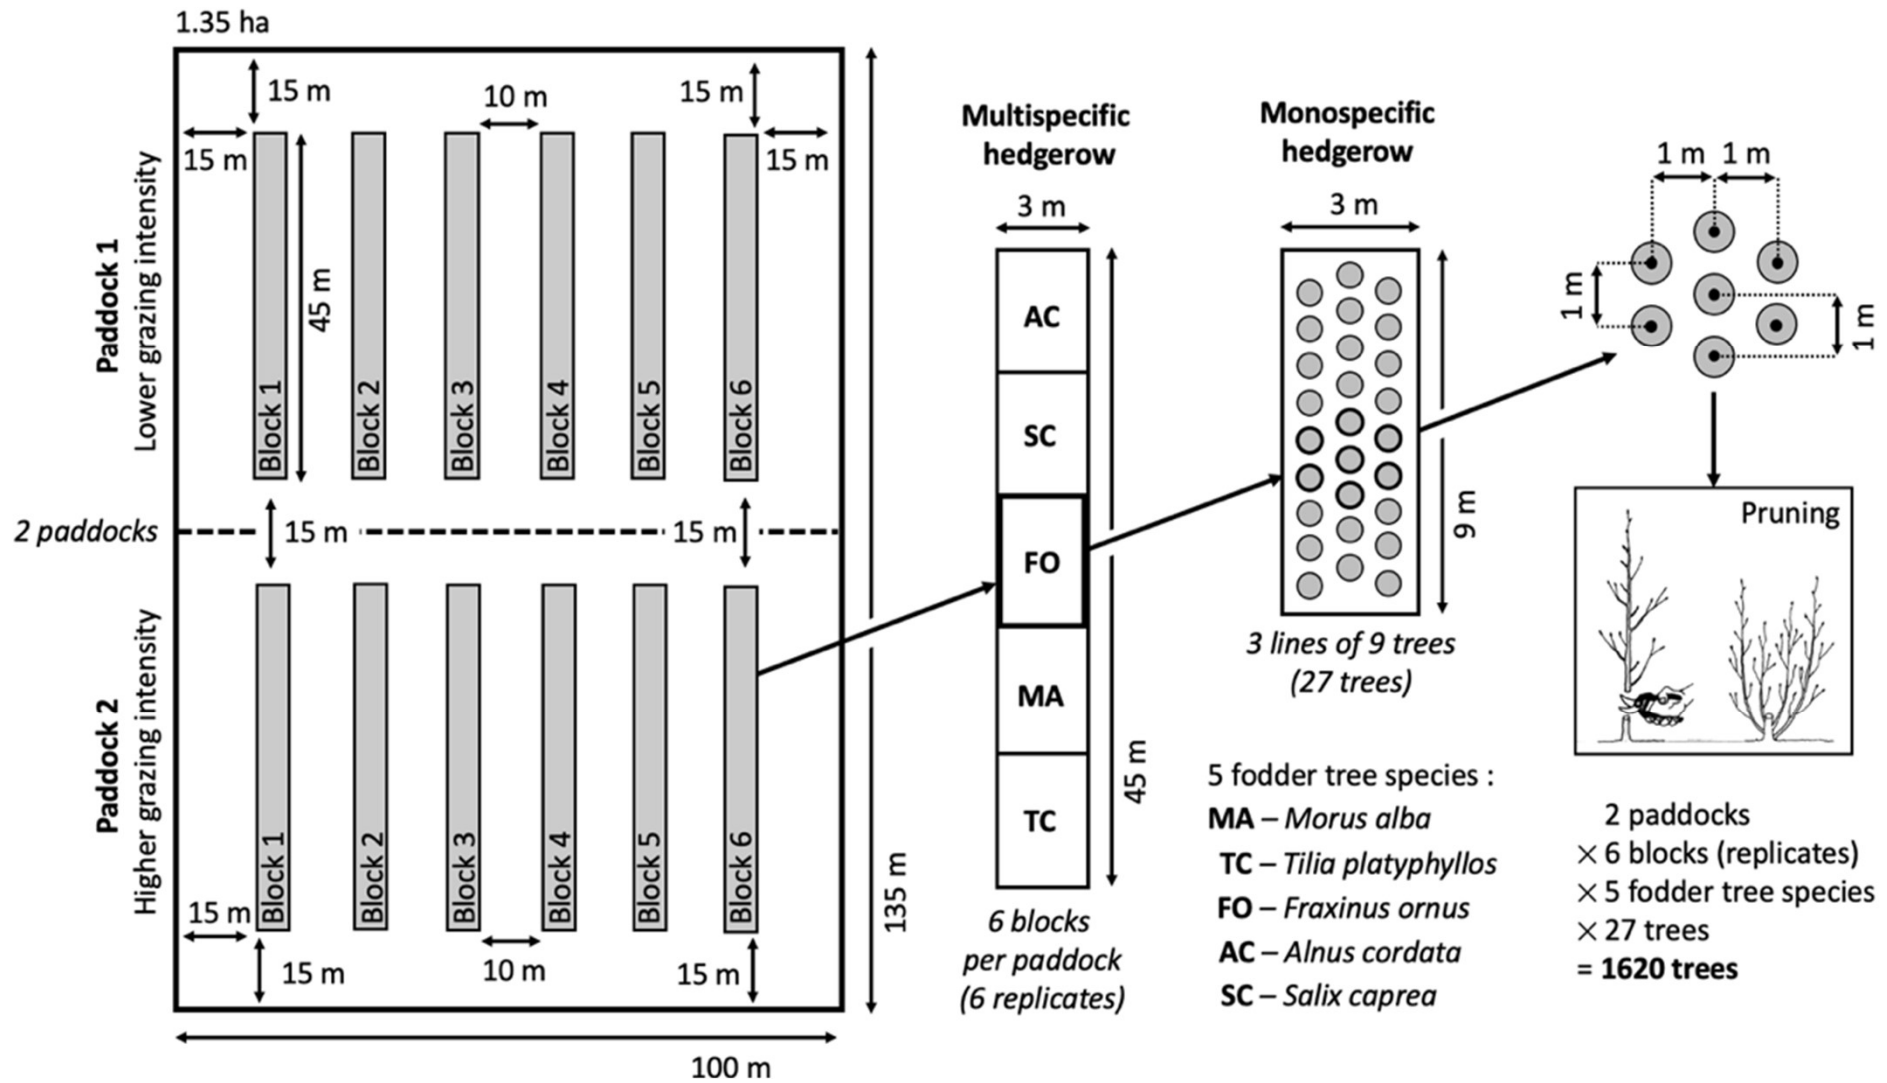 1.35 ha
15 m
10 m
15 m
15 m
15 m
Paddock 1
Lower grazing intensity
45 m
Block 1
Block 2
Block 3
Block 4
Block 5
Block 6
2 paddocks
15 m
15 m
Paddock 2
Higher grazing intensity
Block 1
Block 2
Block 3
Block 4
Block 5
Block 6
15 m
15 m
10 m
15 m
135 m
100 m
Multispecific
hedgerow
3 m
AC
SC
FO
MA
TC
45 m
6 blocks
per paddock
(6 replicates)
Monospecific
hedgerow
3 m
9 m
3 lines of 9 trees
(27 trees)
5 fodder tree species :
MA – Morus alba
TC – Tilia platyphyllos
FO – Fraxinus ornus
AC – Alnus cordata
SC – Salix caprea
1 m
1 m
1 m
1 m
Pruning
2 paddocks
× 6 blocks (replicates)
× 5 fodder tree species
× 27 trees
= 1620 trees